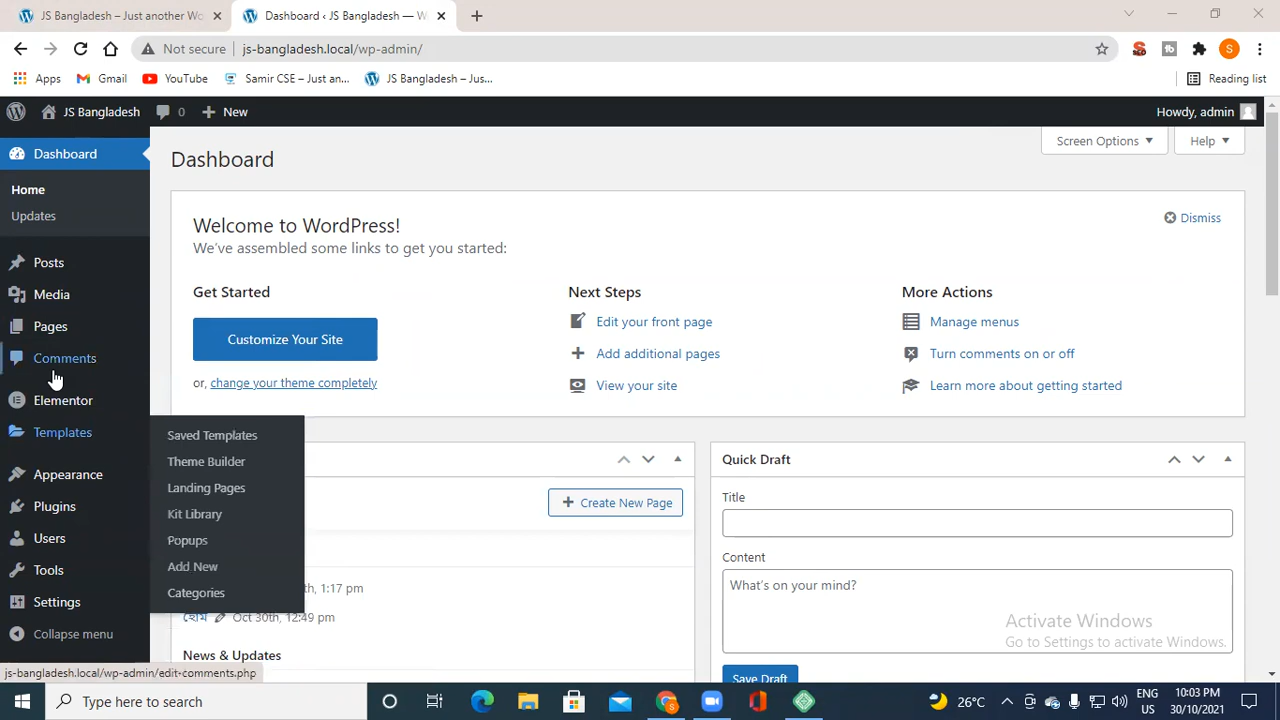 JS Bangladesh – Just another Wo
Dashboard ‹ JS Bangladesh — W
Not secure
js-bangladesh.local/wp-admin/
S
Apps
Gmail
YouTube
Samir CSE – Just an...
JS Bangladesh – Jus...
Reading list
JS Bangladesh
0
New
Howdy, admin
Dashboard
Home
Updates
Posts
Media
Pages
Comments
Elementor
Templates
Appearance
Plugins
Users
Tools
Settings
Collapse menu
Saved Templates
Theme Builder
Landing Pages
Kit Library
Popups
Add New
Categories
Dashboard
Screen Options
Help
Welcome to WordPress!
Dismiss
We've assembled some links to get you started:
Get Started
Customize Your Site
or, change your theme completely
Next Steps
Edit your front page
Add additional pages
View your site
More Actions
Manage menus
Turn comments on or off
Learn more about getting started
Create New Page
, 1:17 pm
হোম
Oct 30th, 12:49 pm
News & Updates
Quick Draft
Title
Content
What's on your mind?
Save Draft
Activate Windows
Go to Settings to activate Windows.
js-bangladesh.local/wp-admin/edit-comments.php
Type here to search
26°C
ENG
US
10:03 PM
30/10/2021